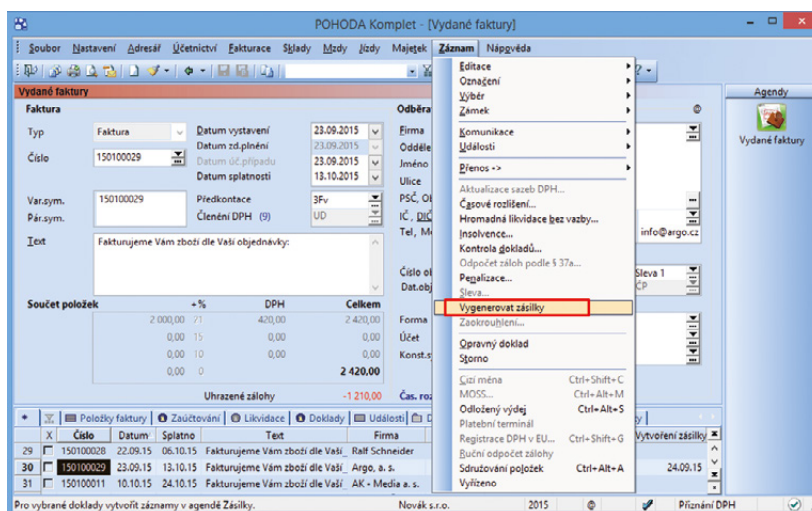 POHODA Komplet - [Vydané faktury]
Soubor Nastavení Adresář Účetnictví Fakturace Sklady Mzdy Jízdy Majetek Záznam Nápověda
Vydané faktury
Agendy
Vydané faktury
Faktura
Odběra
Typ Faktura
Číslo 150100029
Var.sym. 150100029
Pár.sym.
Datum vystavení 23.09.2015
Datum zd.plnění 23.09.2015
Datum úč.případu 23.09.2015
Datum splatnosti 13.10.2015
Předkontace 3Fv
Členění DPH (9) UD
Firma
Odděle
Jméno
Ulice
PSČ, Ob
IČ, DIČ
Tel, Mo
info@argo.cz
Text Fakturujeme Vám zboží dle Vaší objednávky:
Číslo ob
Dat.obj
Sleva 1
ČP
Součet položek +% DPH Celkem
2 000,00 21 420,00 2 420,00
0,00 15 0,00 0,00
0,00 10 0,00 0,00
0,00 0 2 420,00
Uhrazené zálohy -1 210,00
Forma
Účet
Konst.s
Čas. roz
Editace
Označení
Výběr
Zámek
Komunikace
Události
Přenos ->
Aktualizace sazeb DPH...
Časové rozlišení...
Hromadná likvidace bez vazby...
Insolvence...
Kontrola dokladů...
Odpočet záloh podle § 37a...
Penalizace...
Sleva...
Vygenerovat zásilky
Zaokrouhlení...
Opravný doklad
Storno
Cizí měna Ctrl+Shift+C
MOSS... Ctrl+Alt+M
Odložený výdej Ctrl+Alt+S
Platební terminál
Registrace DPH v EU... Ctrl+Shift+G
Ruční odpočet zálohy
Sdružování položek Ctrl+Alt+A
Vyřízeno
* Položky faktury Zaúčtování Likvidace Doklady Události D
X Číslo Datum Splatno Text Firma Vytvoření zásilky
29 150100028 22.09.15 06.10.15 Fakturujeme Vám zboží dle Vaší Ralf Schneider
30 150100029 23.09.15 13.10.15 Fakturujeme Vám zboží dle Vaší Argo, a. s. 24.09.15
31 150100011 10.10.15 24.10.15 Fakturujeme Vám zboží dle Vaší AK - Media a. s.
Pro vybrané doklady vytvořit záznamy v agendě Zásilky. Novák s.r.o. 2015 @ Přiznání DPH